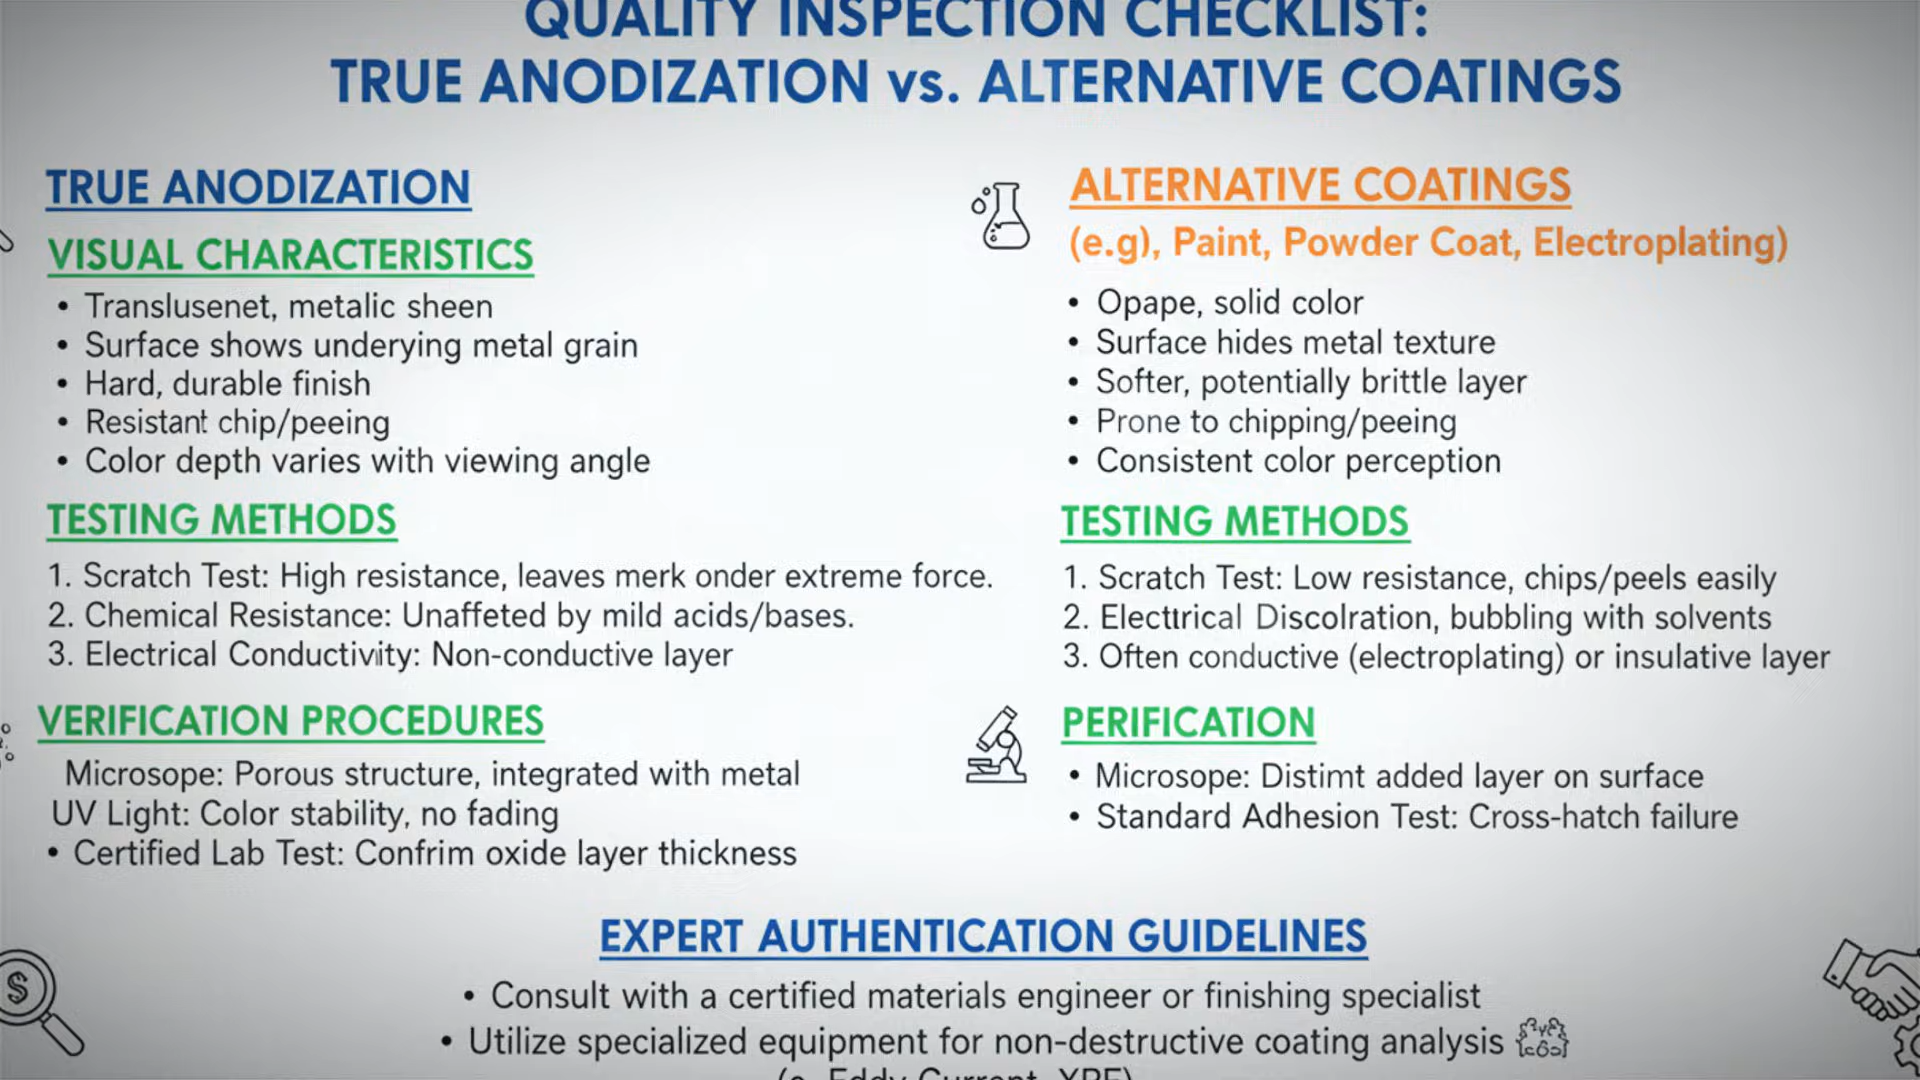 QUALITY INSPECTION CHECKLIST:
TRUE ANODIZATION vs. ALTERNATIVE COATINGS
TRUE ANODIZATION
VISUAL CHARACTERISTICS
• Translusenet, metalic sheen
• Surface shows underying metal grain
• Hard, durable finish
• Resistant chip/peeing
• Color depth varies with viewing angle
TESTING METHODS
1. Scratch Test: High resistance, leaves merk onder extreme force.
2. Chemical Resistance: Unaffeted by mild acids/bases.
3. Electrical Conductivity: Non-conductive layer
VERIFICATION PROCEDURES
Microsope: Porous structure, integrated with metal
UV Light: Color stability, no fading
• Certified Lab Test: Confrim oxide layer thickness
ALTERNATIVE COATINGS
(e.g), Paint, Powder Coat, Electroplating)
• Opape, solid color
• Surface hides metal texture
• Softer, potentially brittle layer
• Prone to chipping/peeing
• Consistent color perception
TESTING METHODS
1. Scratch Test: Low resistance, chips/peels easily
2. Electtrical Discolration, bubbling with solvents
3. Often conductive (electroplating) or insulative layer
PERIFICATION
• Microsope: Distimt added layer on surface
• Standard Adhesion Test: Cross-hatch failure
EXPERT AUTHENTICATION GUIDELINES
• Consult with a certified materials engineer or finishing specialist
• Utilize specialized equipment for non-destructive coating analysis
Eddy Current, XRF)